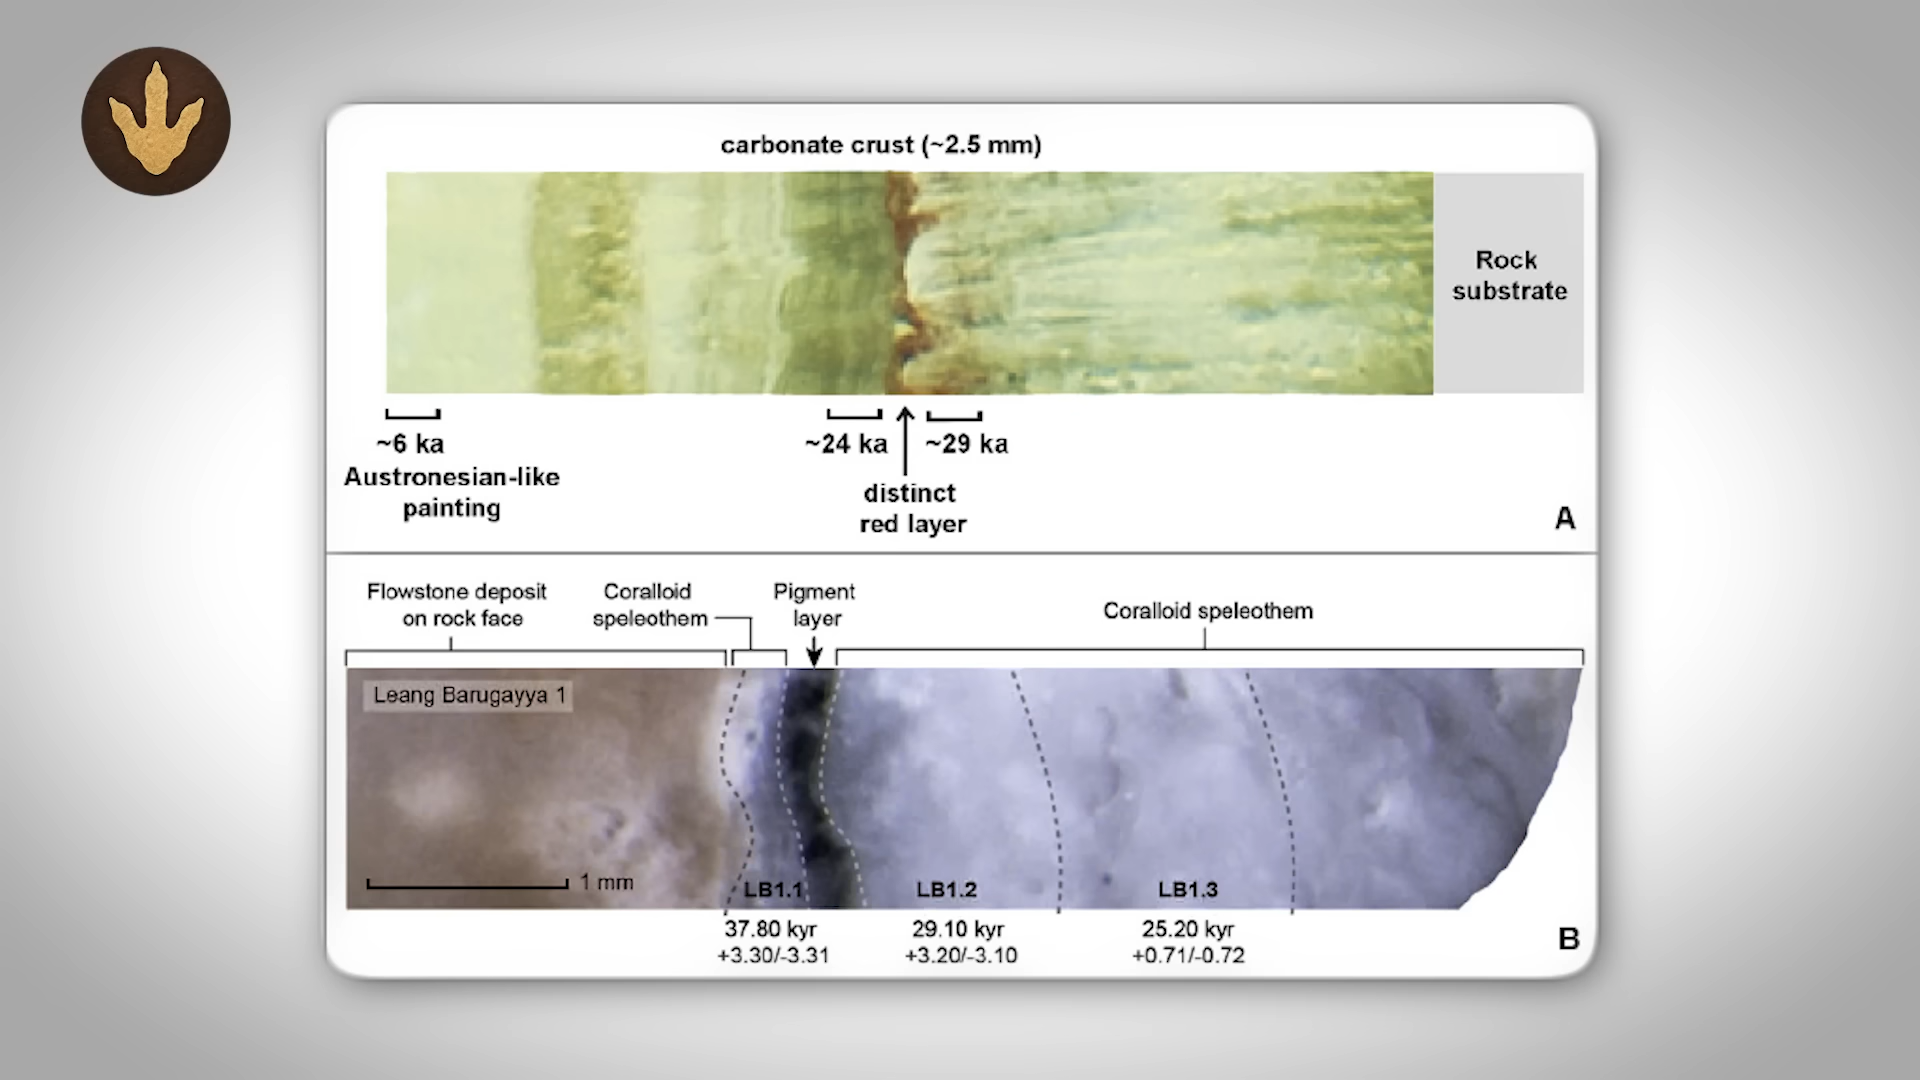 carbonate crust (~2.5 mm)
Rock
substrate
~6 ka
~24 ka
~29 ka
Austronesian-like
painting
distinct
red layer
A
Flowstone deposit
on rock face
Coralloid
speleothem
Pigment
layer
Coralloid speleothem
Leang Barugayya 1
1 mm
LB1.1
LB1.2
LB1.3
37.80 kyr
+3.30/-3.31
29.10 kyr
+3.20/-3.10
25.20 kyr
+0.71/-0.72
B